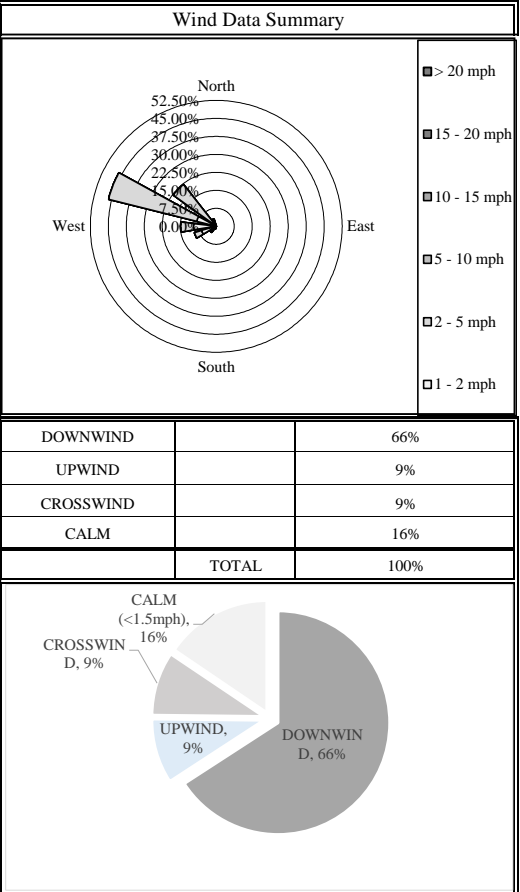 Wind Data Summary
North
52.50%
45.00%
37.50%
30.00%
22.50%
15.00%
7.50%
0.00%
West
East
South
> 20 mph
15 - 20 mph
10 - 15 mph
5 - 10 mph
2 - 5 mph
1 - 2 mph
DOWNWIND 66%
UPWIND 9%
CROSSWIND 9%
CALM 16%
TOTAL 100%
CALM
(<1.5mph),
16%
CROSSWIN
D, 9%
UPWIND,
9%
DOWNWIN
D, 66%